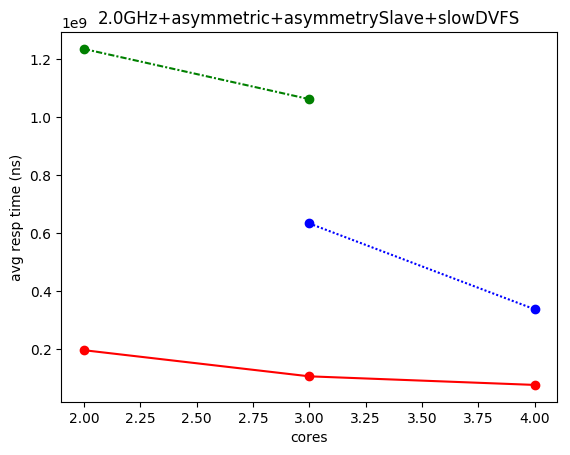 2.0GHz+asymmetric+asymmetrySlave+slowDVFS
1e9
1.2
1.0
0.8
0.6
0.4
0.2
avg resp time (ns)
2.00 2.25 2.50 2.75 3.00 3.25 3.50 3.75 4.00
cores